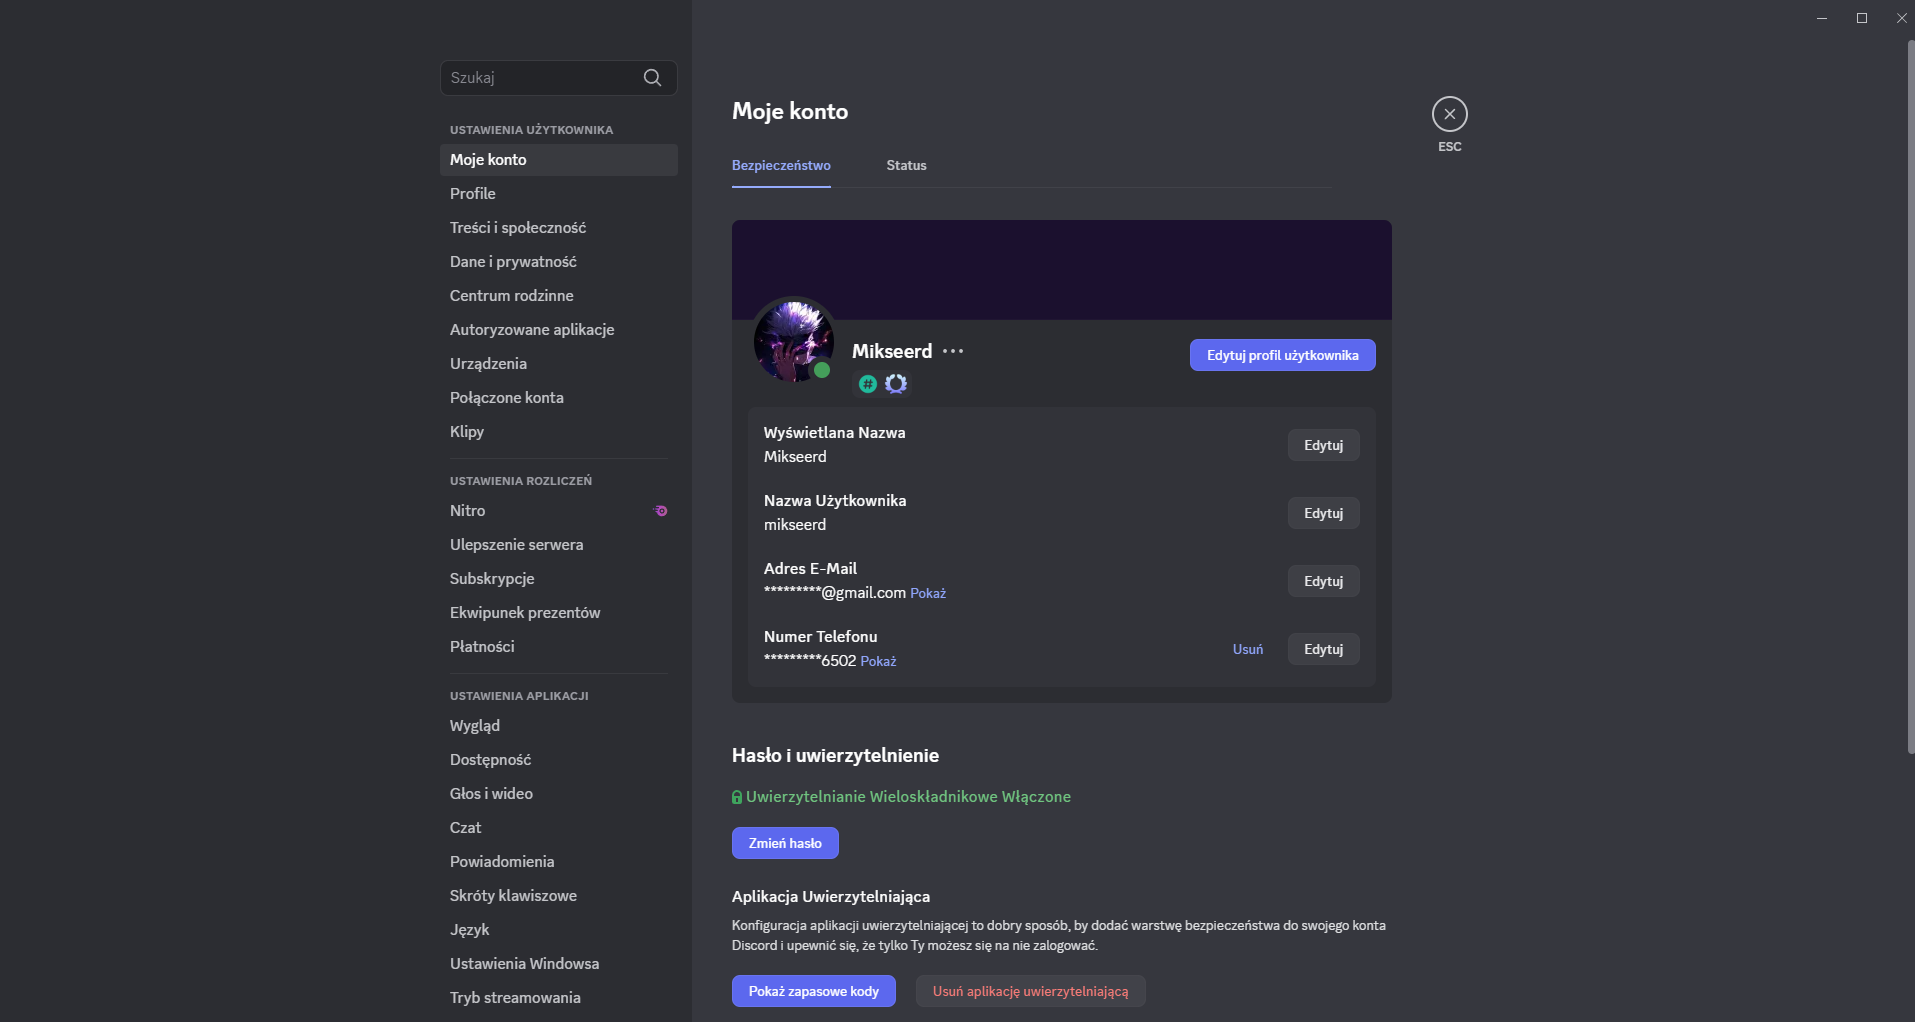 Szukaj
USTAWIENIA UŻYTKOWNIKA
Moje konto
Profile
Treści i społeczność
Dane i prywatność
Centrum rodzinne
Autoryzowane aplikacje
Urządzenia
Połączone konta
Klipy
USTAWIENIA ROZLICZEŃ
Nitro
Ulepszenie serwera
Subskrypcje
Ekwipunek prezentów
Płatności
USTAWIENIA APLIKACJI
Wygląd
Dostępność
Głos i wideo
Czat
Powiadomienia
Skróty klawiszowe
Język
Ustawienia Windowsa
Tryb streamowania
Moje konto
ESC
Bezpieczeństwo Status
Mikseerd
Edytuj profil użytkownika
Wyświetlana Nazwa
Mikseerd
Edytuj
Nazwa Użytkownika
mikseerd
Edytuj
Adres E-Mail
*********@gmail.com Pokaż
Edytuj
Numer Telefonu
*********6502 Pokaż
Usuń Edytuj
Hasło i uwierzytelnienie
Uwierzytelnianie Wieloskładnikowe Włączone
Zmień hasło
Aplikacja Uwierzytelniająca
Konfiguracja aplikacji uwierzytelniającej to dobry sposób, by dodać warstwę bezpieczeństwa do swojego konta
Discord i upewnić się, że tylko Ty możesz się na nie zalogować.
Pokaż zapasowe kody Usuń aplikację uwierzytelniającą